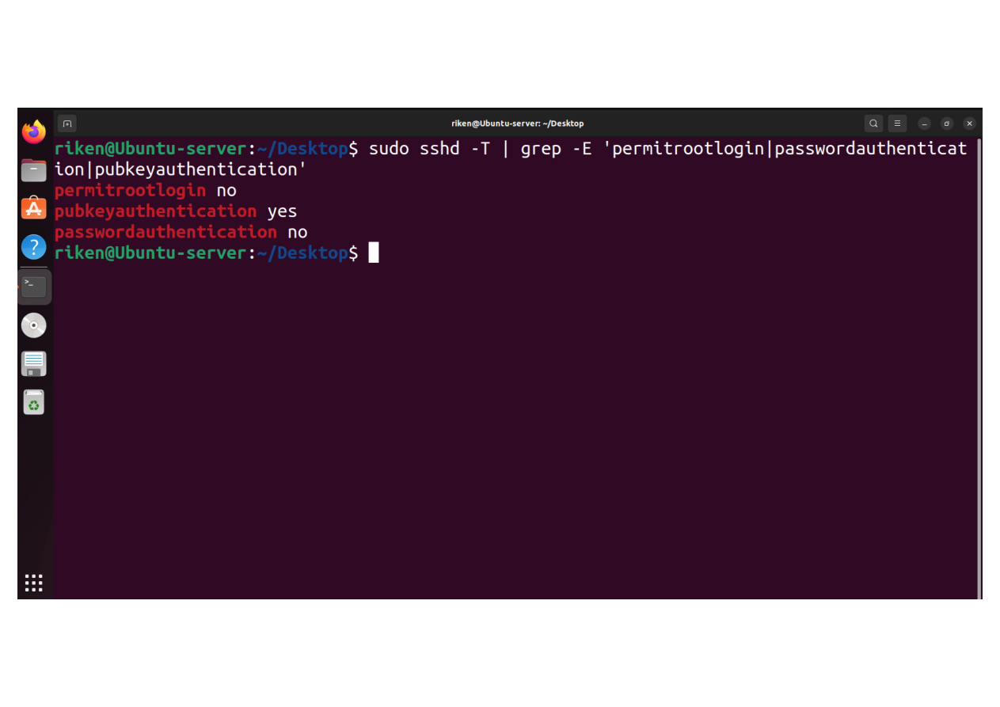 riken@Ubuntu-server: ~/Desktop
riken@Ubuntu-server:~/Desktop$ sudo sshd -T | grep -E 'permitrootlogin|passwordauthenticat
ion|pubkeyauthentication'
permitrootlogin no
pubkeyauthentication yes
passwordauthentication no
riken@Ubuntu-server:~/Desktop$